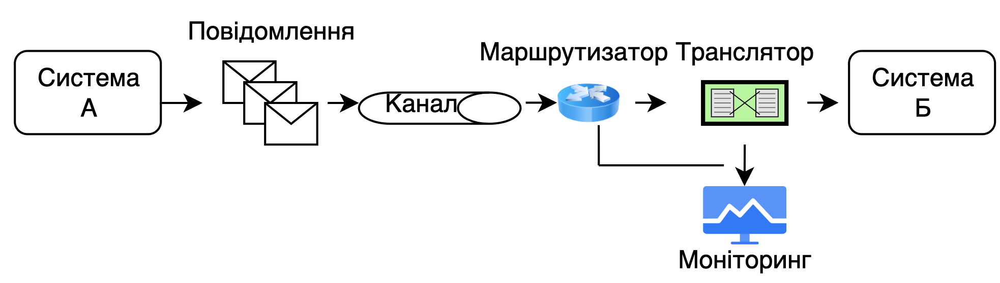 Повідомлення
Маршрутизатор
Транслятор
Система
А
Канал
Система
Б
Моніторинг